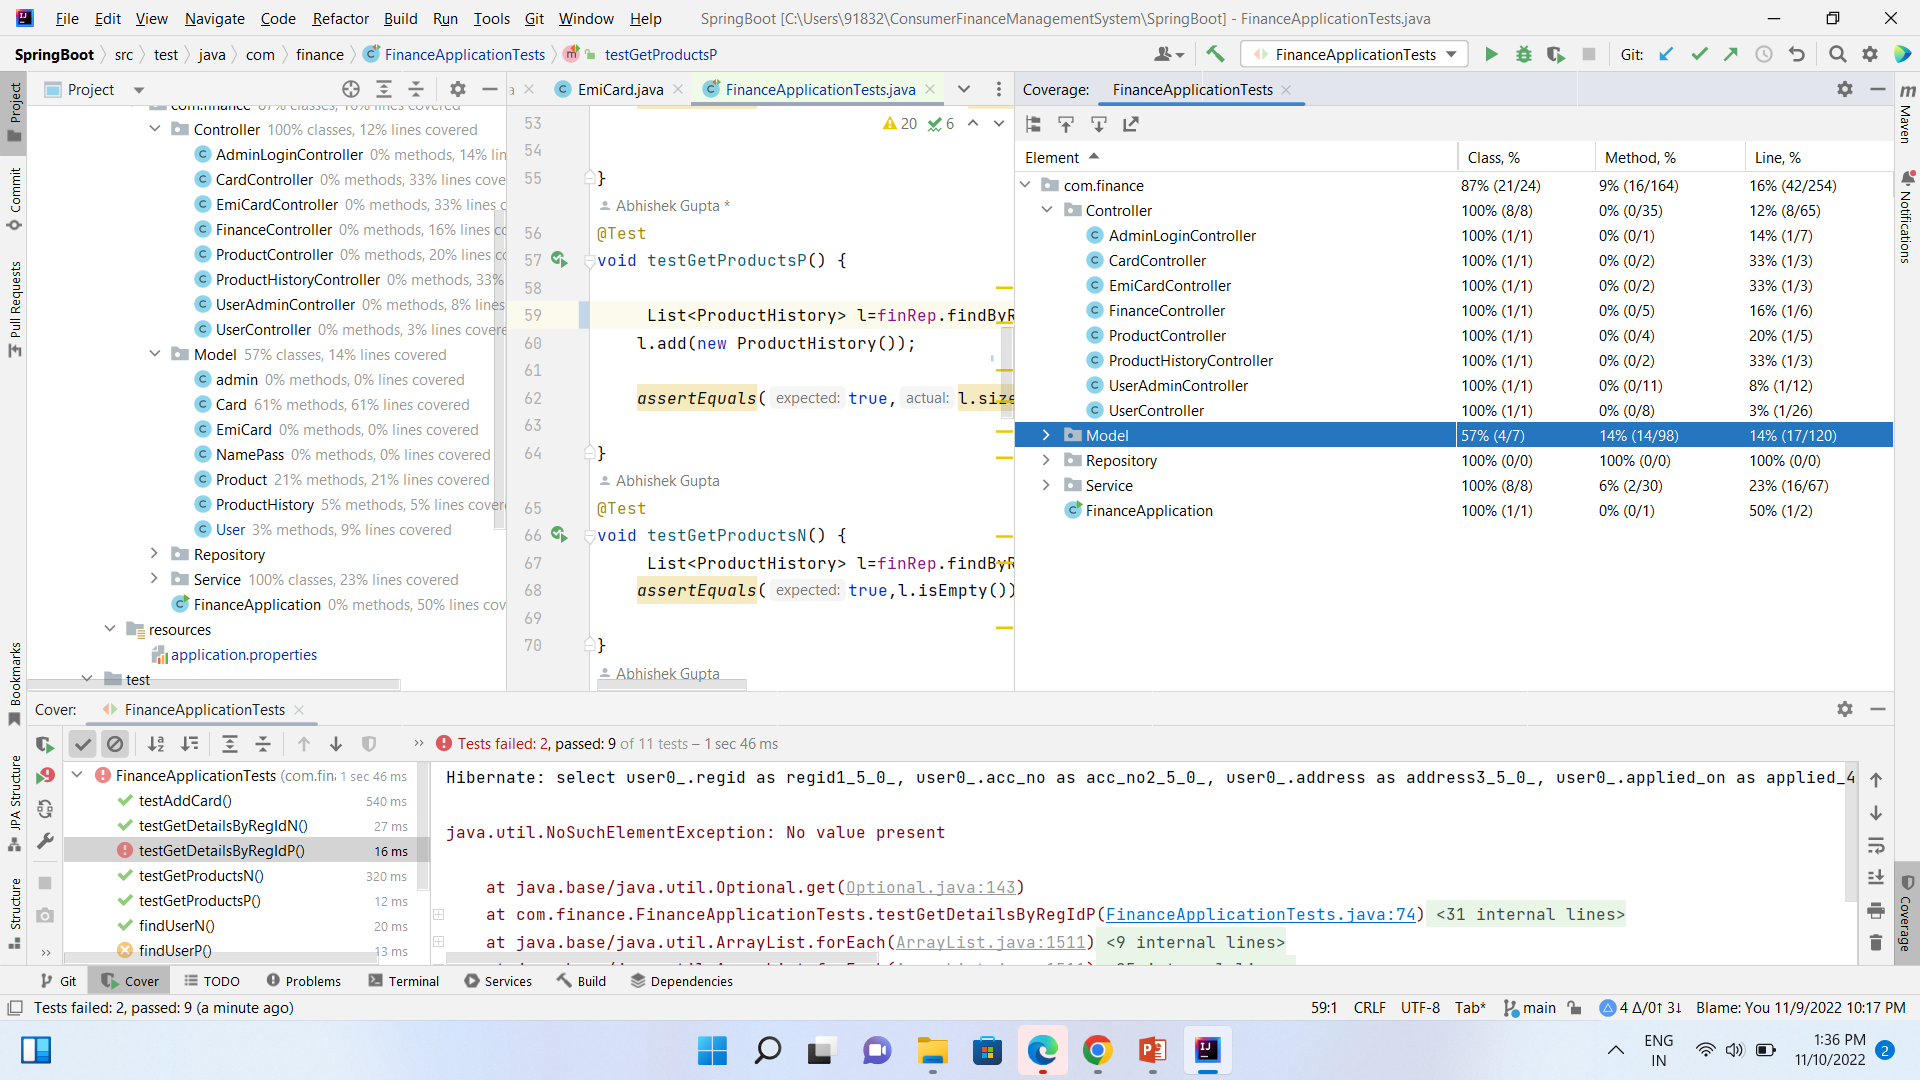 File Edit View Navigate Code Refactor Build Run Tools Git Window Help SpringBoot [C:\Users\91832\ConsumerFinanceManagementSystem\SpringBoot] - FinanceApplicationTests.java
SpringBoot src test java com finance FinanceApplicationTests testGetProductsP FinanceApplicationTests Git:
Project
Commit
Pull Requests
Bookmarks
JPA Structure
Structure
Project
Controller 100% classes, 12% lines covered
AdminLoginController 0% methods, 14% lin
CardController 0% methods, 33% lines cove
EmiCardController 0% methods, 33% lines c
FinanceController 0% methods, 16% lines c
ProductController 0% methods, 20% lines c
ProductHistoryController 0% methods, 33%
UserAdminController 0% methods, 8% lines
UserController 0% methods, 3% lines covered
Model 57% classes, 14% lines covered
admin 0% methods, 0% lines covered
Card 61% methods, 61% lines covered
EmiCard 0% methods, 0% lines covered
NamePass 0% methods, 0% lines covered
Product 21% methods, 21% lines covered
ProductHistory 5% methods, 5% lines cover
User 3% methods, 9% lines covered
Repository
Service 100% classes, 23% lines covered
FinanceApplication 0% methods, 50% lines cov
resources
application.properties
test
a EmiCard.java FinanceApplicationTests.java
20 6
53
54
55 }
Abhishek Gupta *
56 @Test
57 void testGetProductsP() {
58
59 List<ProductHistory> l=finRep.findByR
60 l.add(new ProductHistory());
61
62 assertEquals( expected: true, actual: l.size
63
64 }
Abhishek Gupta
65 @Test
66 void testGetProductsN() {
67 List<ProductHistory> l=finRep.findByR
68 assertEquals( expected: true,l.isEmpty())
69
70 }
Abhishek Gupta
Coverage: FinanceApplicationTests
Element Class, % Method, % Line, %
com.finance 87% (21/24) 9% (16/164) 16% (42/254)
Controller 100% (8/8) 0% (0/35) 12% (8/65)
AdminLoginController 100% (1/1) 0% (0/1) 14% (1/7)
CardController 100% (1/1) 0% (0/2) 33% (1/3)
EmiCardController 100% (1/1) 0% (0/2) 33% (1/3)
FinanceController 100% (1/1) 0% (0/5) 16% (1/6)
ProductController 100% (1/1) 0% (0/4) 20% (1/5)
ProductHistoryController 100% (1/1) 0% (0/2) 33% (1/3)
UserAdminController 100% (1/1) 0% (0/11) 8% (1/12)
UserController 100% (1/1) 0% (0/8) 3% (1/26)
Model 57% (4/7) 14% (14/98) 14% (17/120)
Repository 100% (0/0) 100% (0/0) 100% (0/0)
Service 100% (8/8) 6% (2/30) 23% (16/67)
FinanceApplication 100% (1/1) 0% (0/1) 50% (1/2)
Maven
Notifications
Coverage
Cover: FinanceApplicationTests
Tests failed: 2, passed: 9 of 11 tests – 1 sec 46 ms
FinanceApplicationTests (com.fin 1 sec 46 ms
testAddCard() 540 ms
testGetDetailsByRegIdN() 27 ms
testGetDetailsByRegIdP() 16 ms
testGetProductsN() 320 ms
testGetProductsP() 12 ms
findUserN() 20 ms
findUserP() 13 ms
Hibernate: select user0_.regid as regid1_5_0_, user0_.acc_no as acc_no2_5_0_, user0_.address as address3_5_0_, user0_.applied_on as applied_4
java.util.NoSuchElementException: No value present
at java.base/java.util.Optional.get(Optional.java:143)
at com.finance.FinanceApplicationTests.testGetDetailsByRegIdP(FinanceApplicationTests.java:74) <31 internal lines>
at java.base/java.util.ArrayList.forEach(ArrayList.java:1511) <9 internal lines>
Git Cover TODO Problems Terminal Services Build Dependencies
Tests failed: 2, passed: 9 (a minute ago) 59:1 CRLF UTF-8 Tab* main 4 Δ/0↑ 3↓ Blame: You 11/9/2022 10:17 PM
ENG
IN
1:36 PM
11/10/2022
2